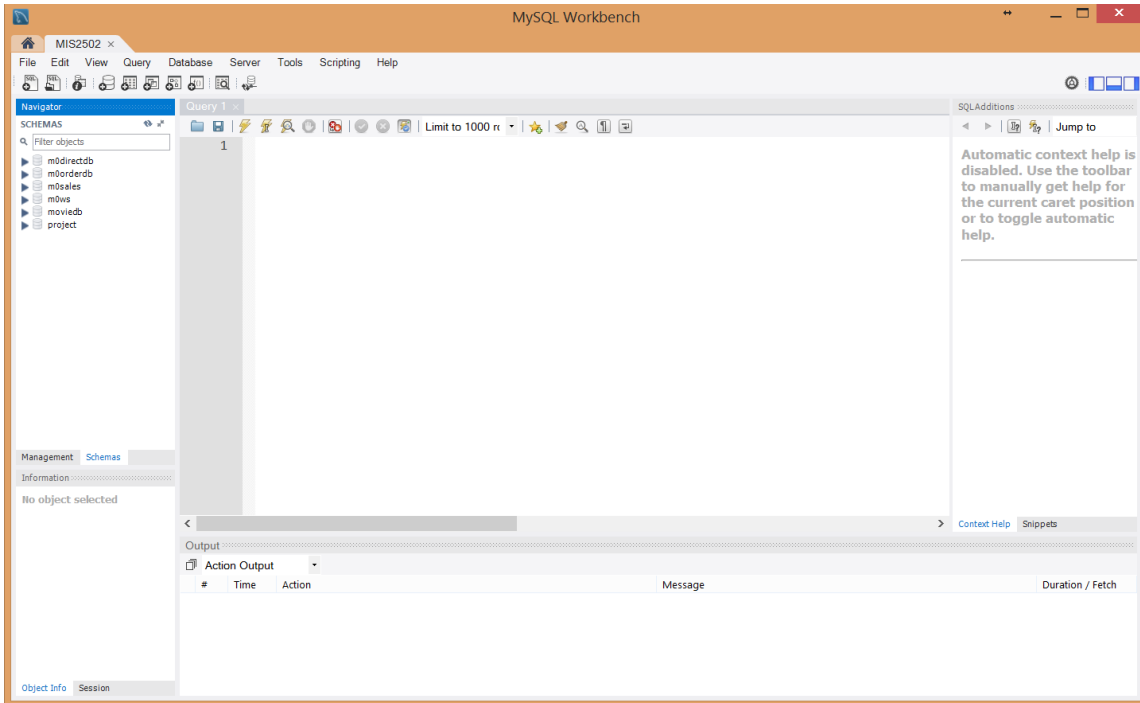 MySQL Workbench
MIS2502 ×
File Edit View Query Database Server Tools Scripting Help
Navigator
Query 1 ×
SQLAdditions
SCHEMAS
Limit to 1000 rc
Jump to
Filter objects
1
m0directdb
m0orderdb
m0sales
m0ws
moviedb
project
Automatic context help is
disabled. Use the toolbar
to manually get help for
the current caret position
or to toggle automatic
help.
Management Schemas
Information
No object selected
Context Help Snippets
Output
Action Output
# Time Action Message Duration / Fetch
Object Info Session